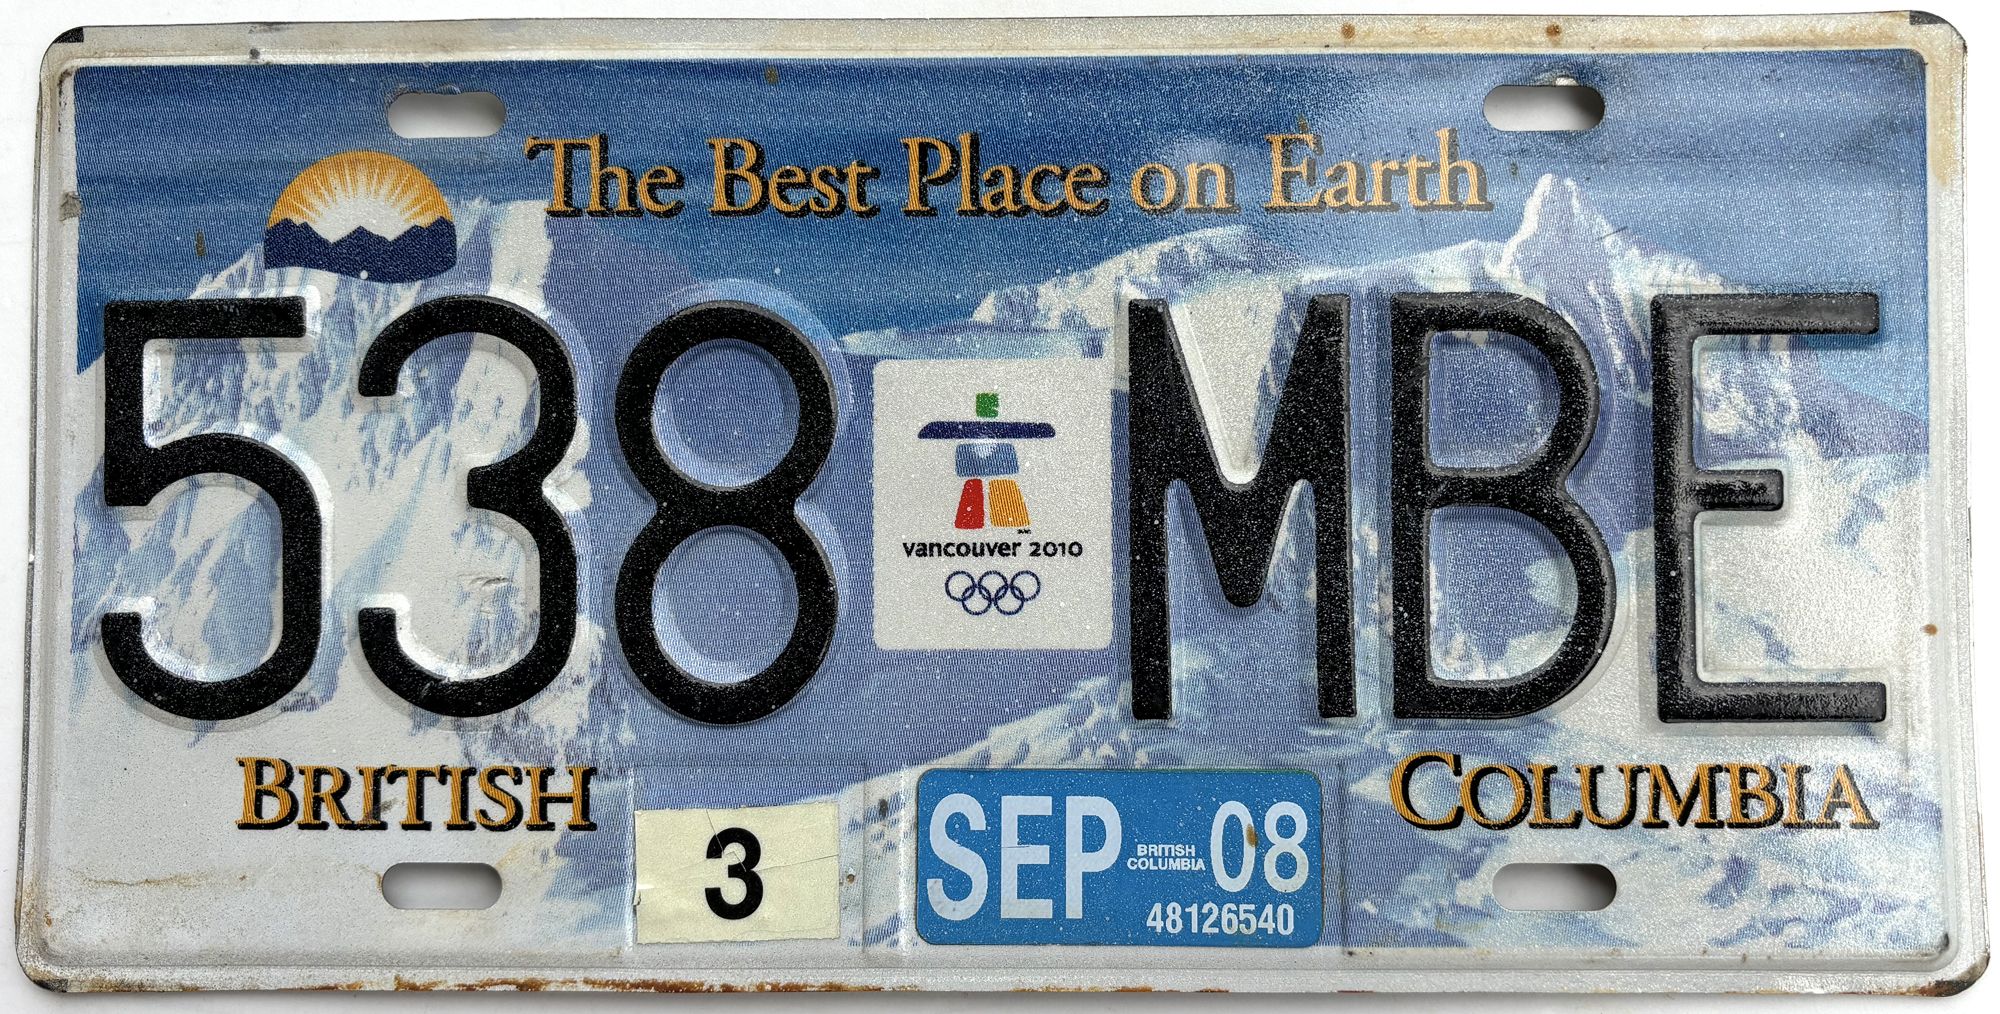 The Best Place on Earth
538 MBE
vancouver 2010
BRITISH COLUMBIA
3
SEP BRITISH COLUMBIA 08
48126540